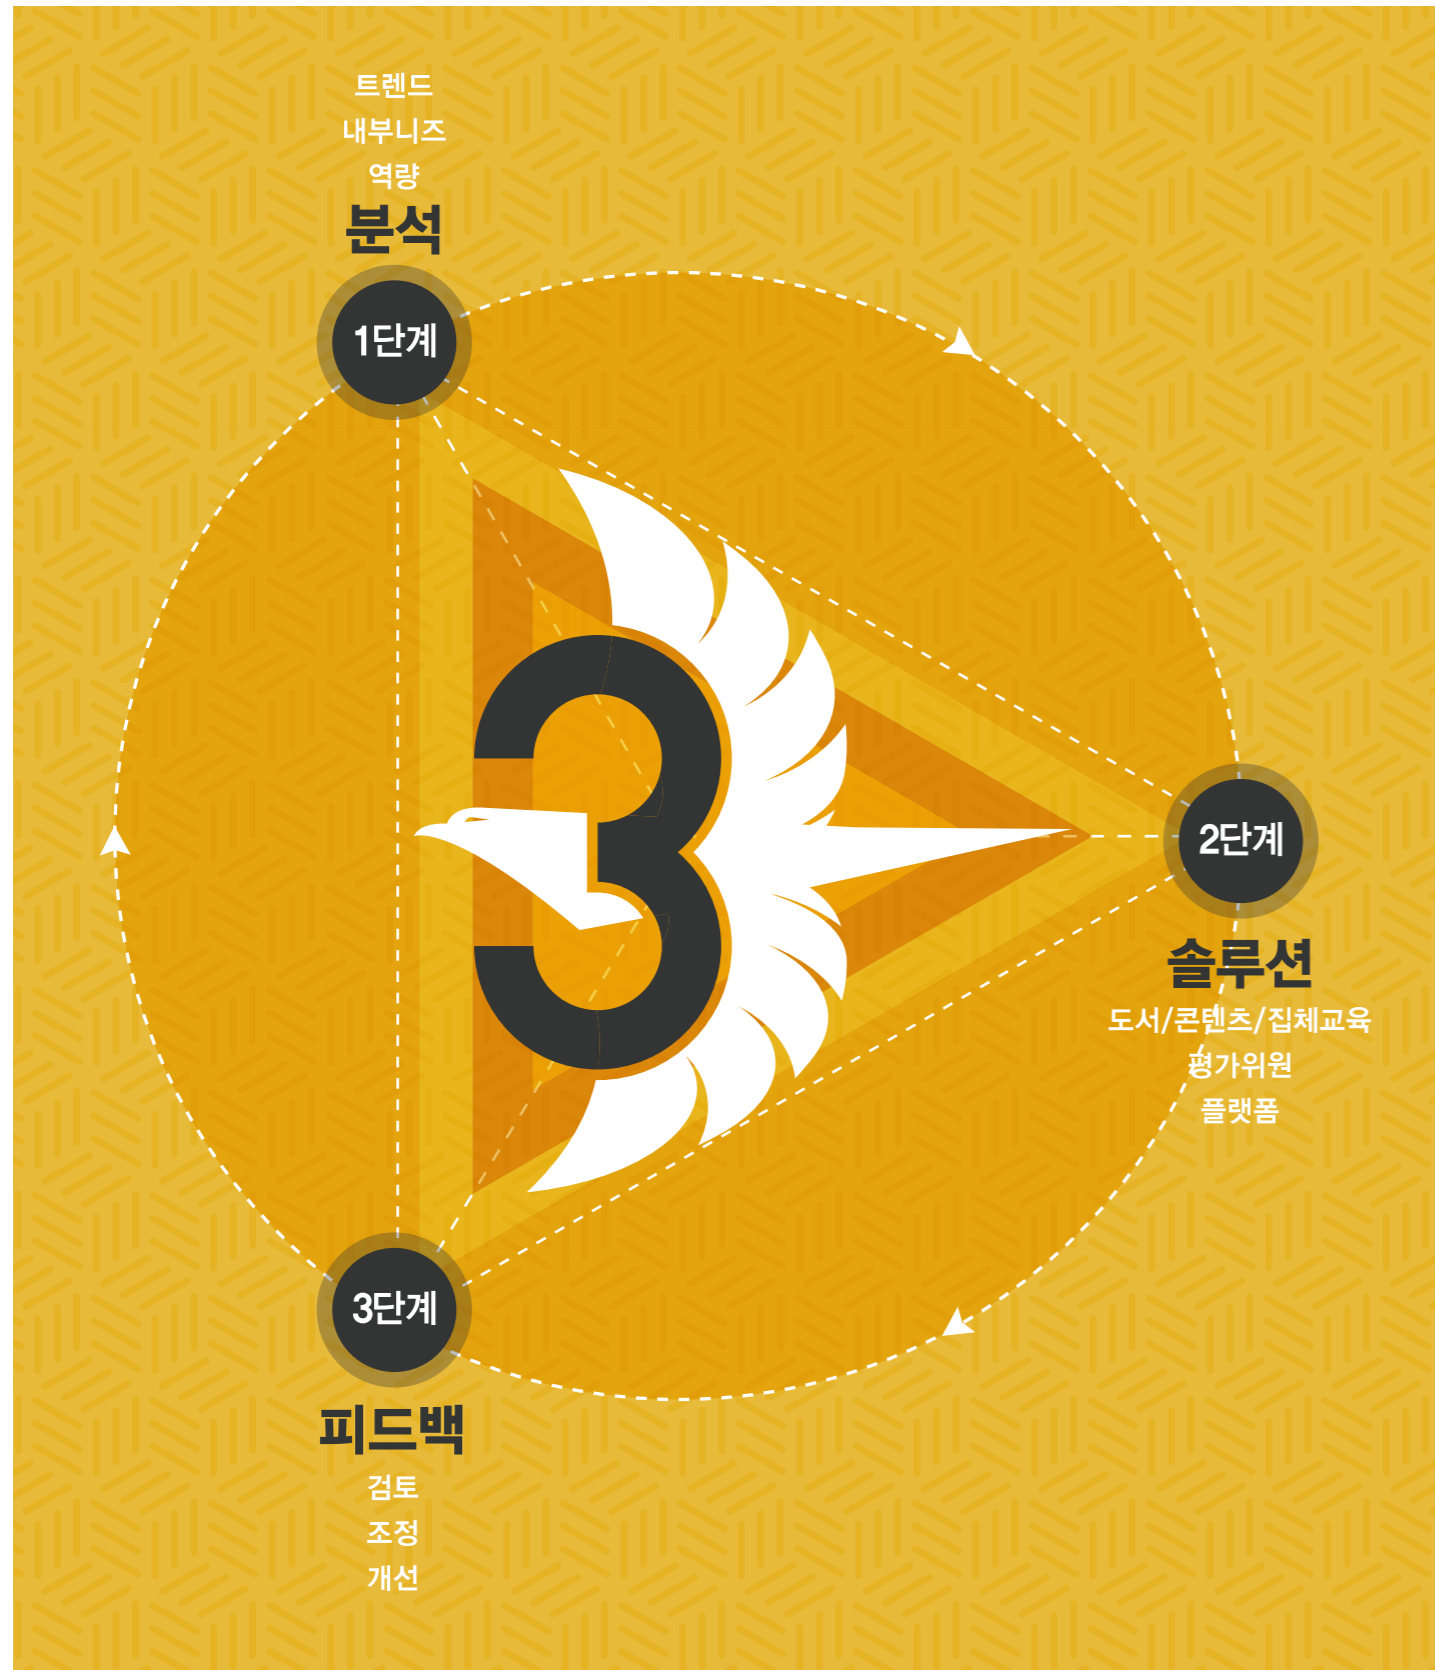 트렌드
내부니즈
역량
분석
1단계
3
2단계
솔루션
도서/콘텐츠/집체교육
평가위원
플랫폼
3단계
피드백
검토
조정
개선